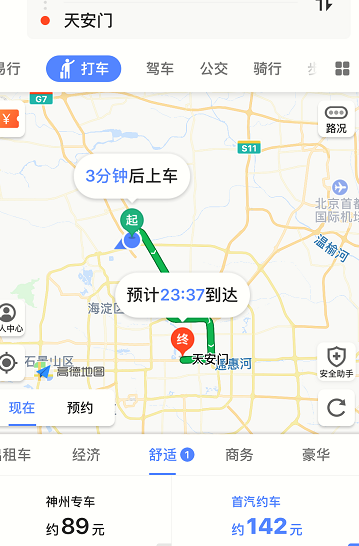 天安门
易行
打车
驾车
公交
骑行
步
G7
¥
路况
3分钟后上车
S11
北京首都
国际机场
起
温榆河
预计23:37到达
海淀区
人中心
终
天安门
通惠河
石景山区
高德地图
安全助手
现在
预约
出租车
经济
舒适 1
商务
豪华
神州专车
首汽约车
约89元
约142元